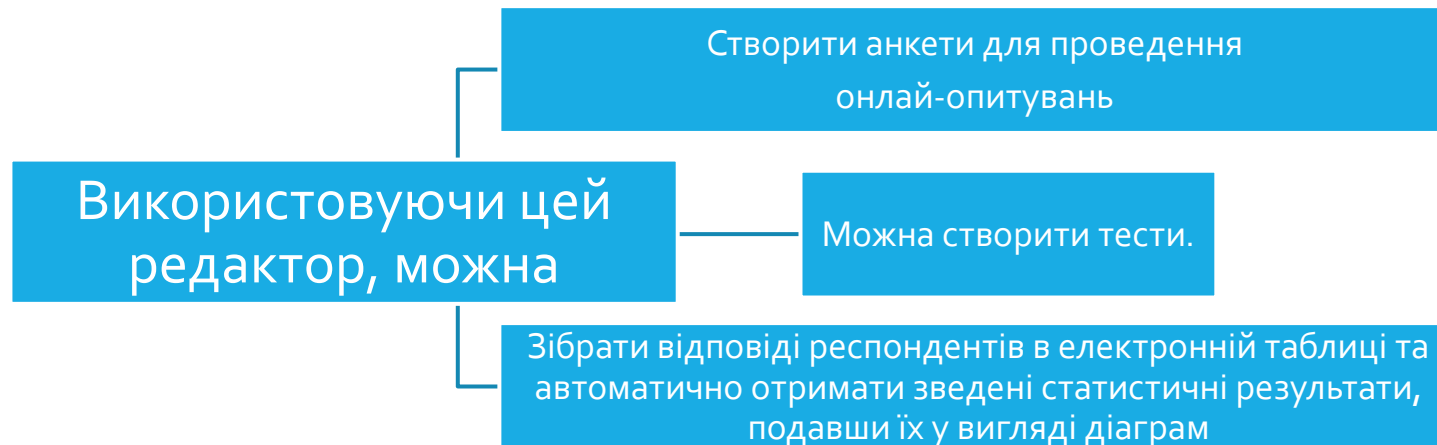 Створити анкети для проведення
онлай-опитувань
Використовуючи цей
редактор, можна
Можна створити тести.
Зібрати відповіді респондентів в електронній таблиці та
автоматично отримати зведені статистичні результати,
подавши їх у вигляді діаграм